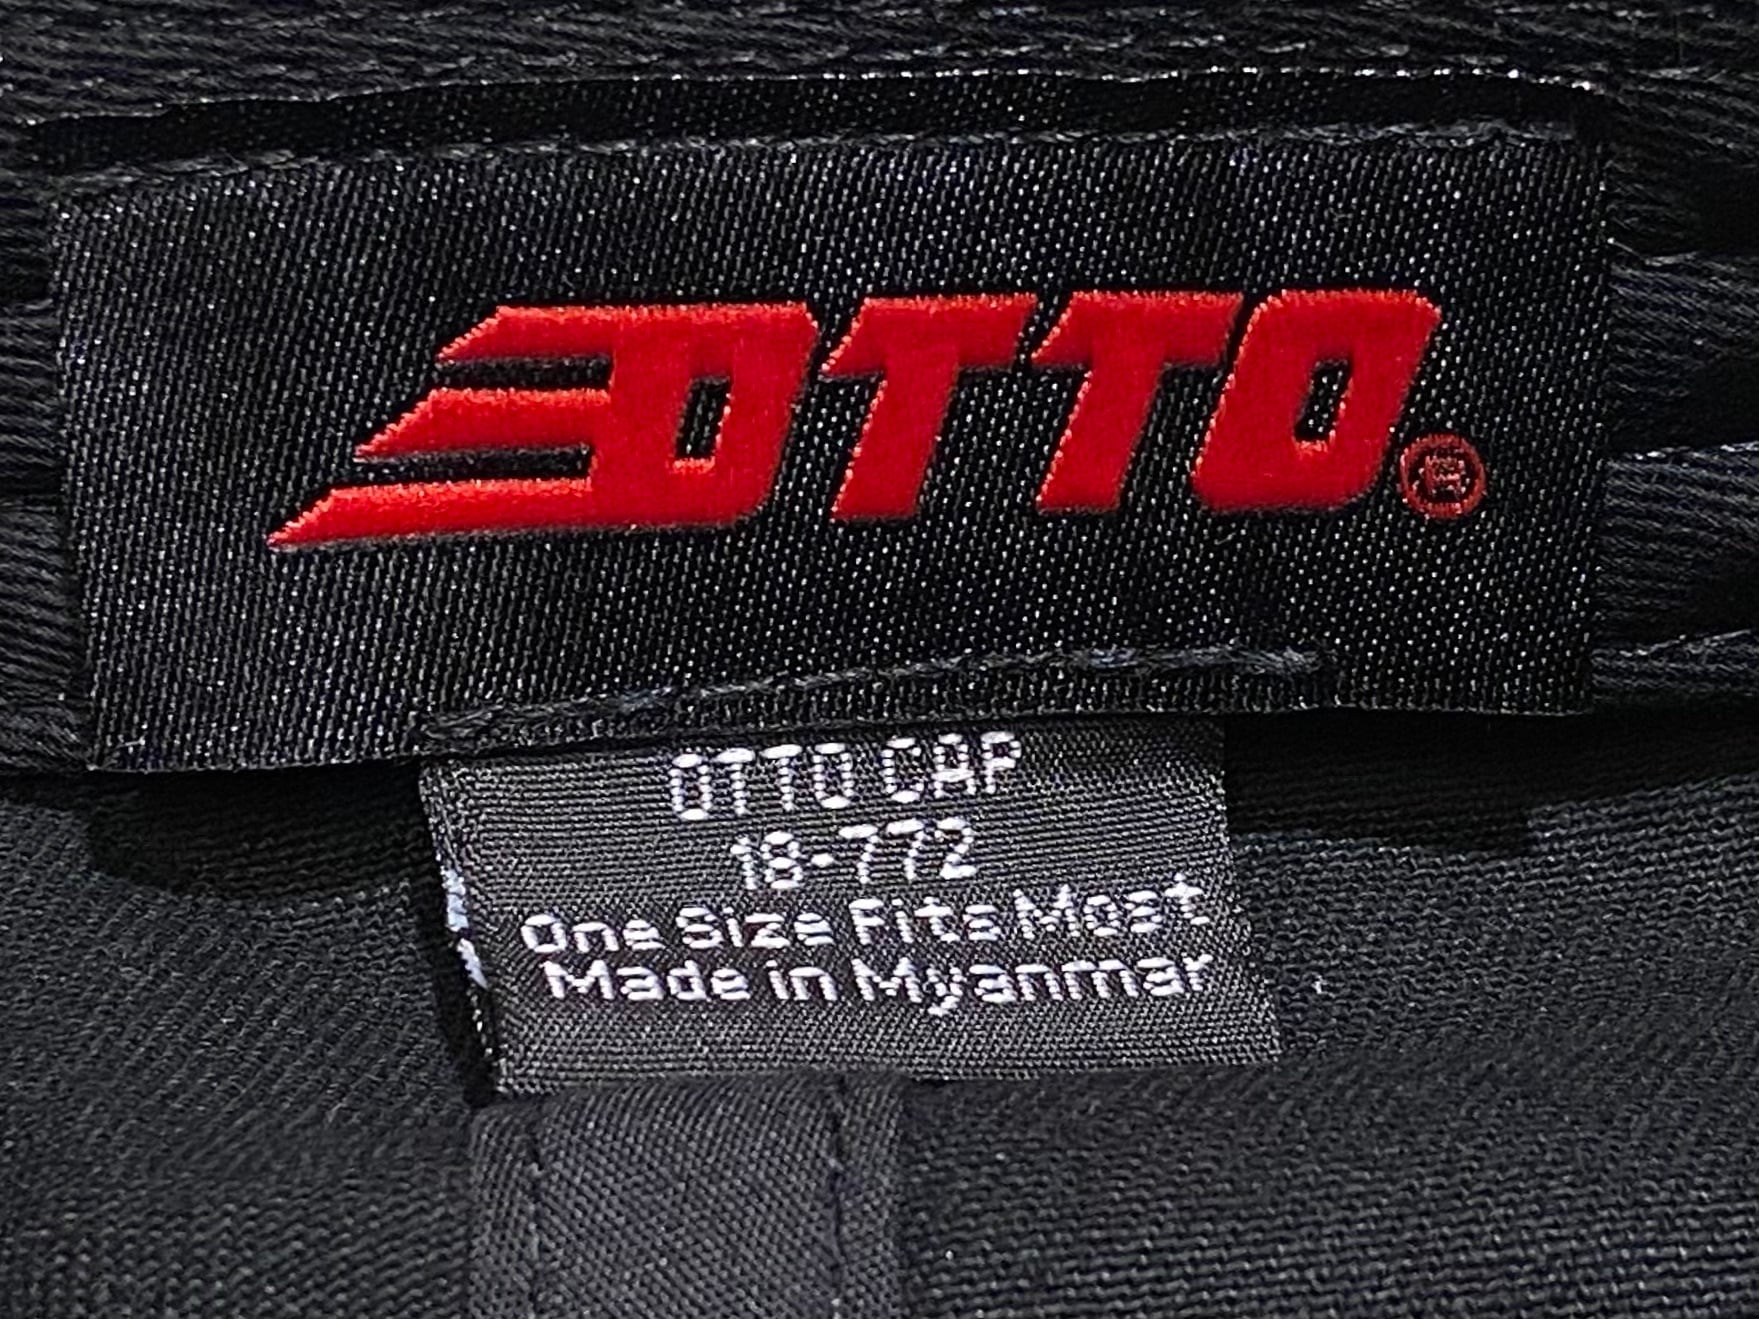 OTTO®
OTTO CAP
18-772
One Size Fits Most
Made in Myanmar